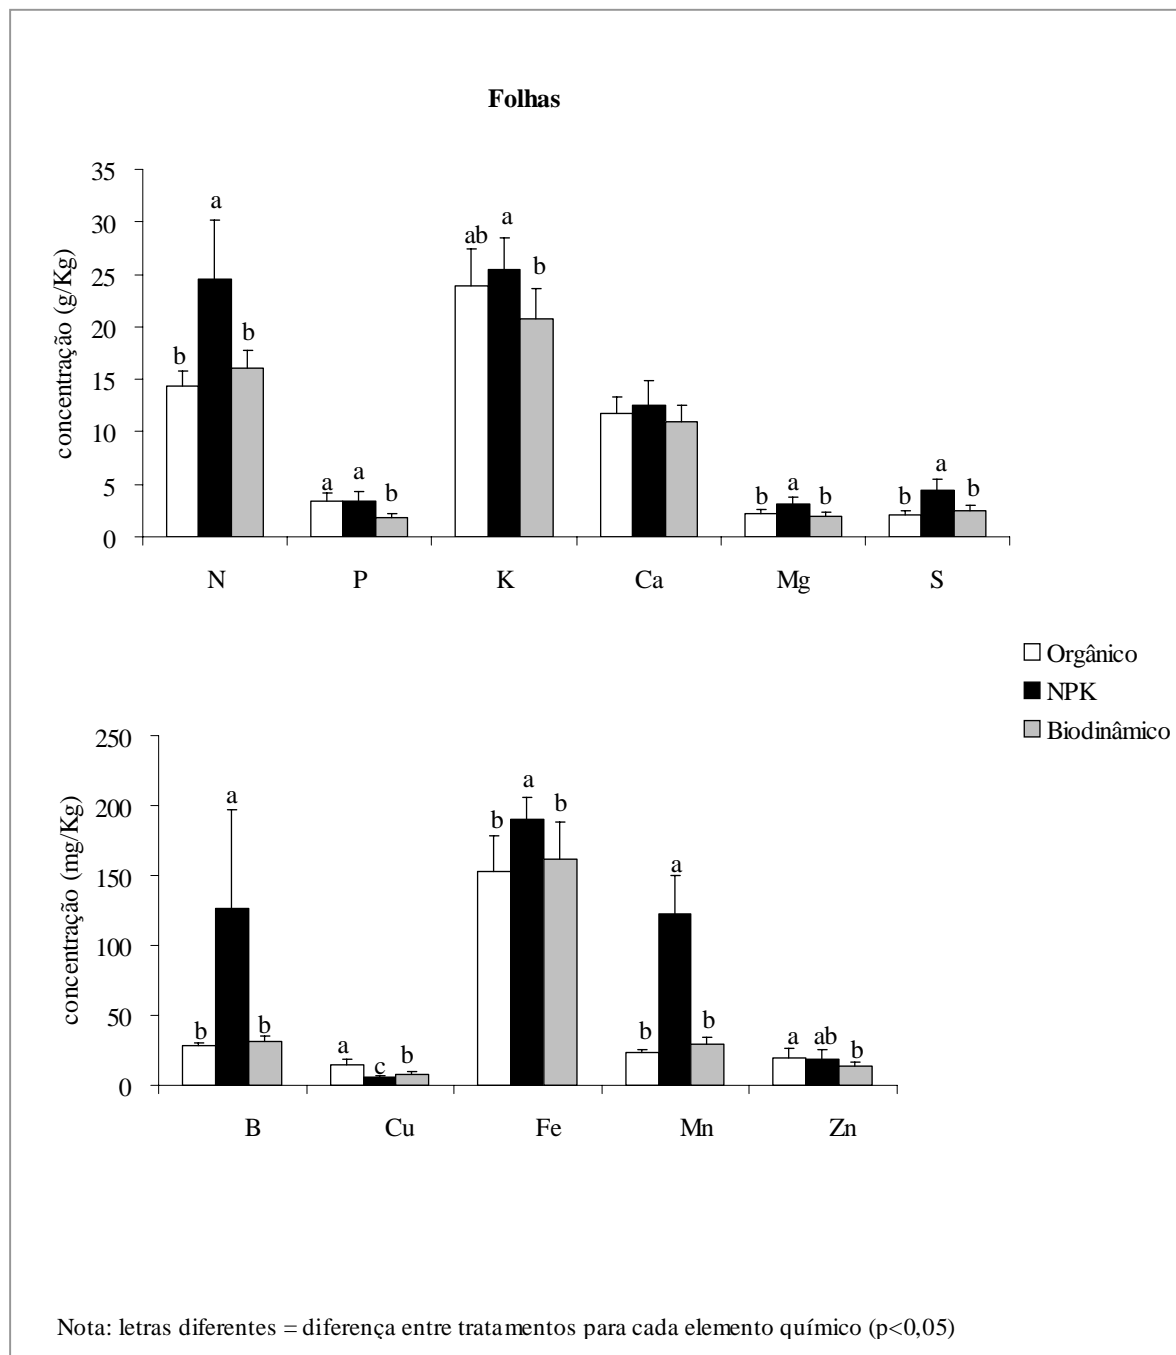 Folhas
concentração (g/Kg)
35
30
25
20
15
10
5
0
b a b
a a b
ab a b
b a b
b a b
N P K Ca Mg S
Orgânico
NPK
Biodinâmico
concentração (mg/Kg)
250
200
150
100
50
0
b a b
a c b
b a b
b a b
a ab b
B Cu Fe Mn Zn
Nota: letras diferentes = diferença entre tratamentos para cada elemento químico (p<0,05)